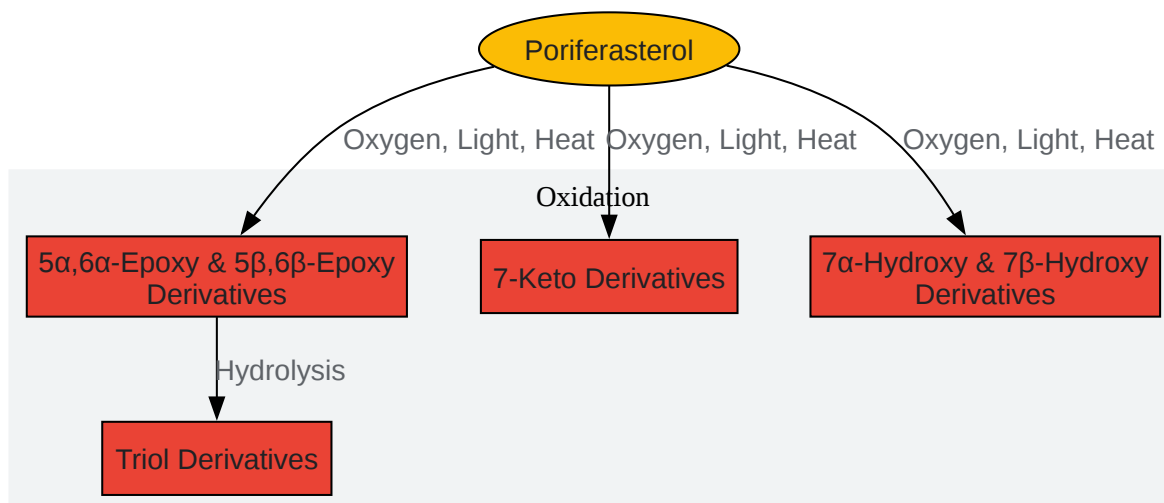 Poriferasterol
Oxygen, Light, Heat
Oxygen, Light, Heat
Oxygen, Light, Heat
Oxidation
5α,6α-Epoxy & 5β,6β-Epoxy
Derivatives
7-Keto Derivatives
7α-Hydroxy & 7β-Hydroxy
Derivatives
Hydrolysis
Triol Derivatives